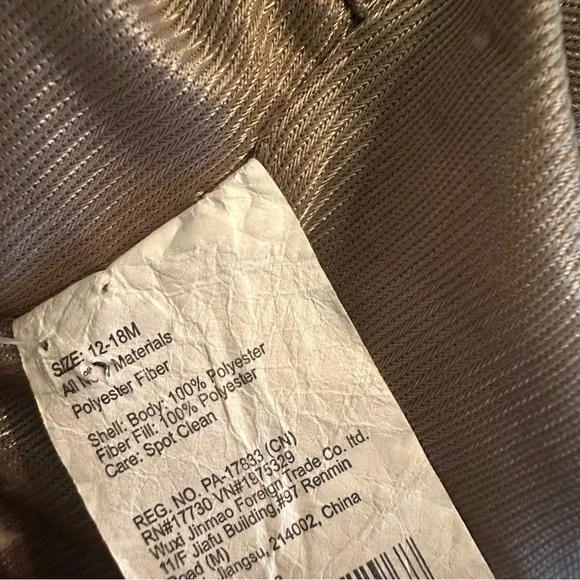 SIZE: 12-18M
All Materials
Polyester Fiber
Shell: Body: 100% Polyester
Fiber Fill: 100% Polyester
Care: Spot Clean
REG. NO. PA-17833 (CN)
RN#17730 VN#1975329
Wuxi Jinmao Foreign Trade Co. ltd.
11/F Jiafu Building,#97 Renmin
Road (M)
Jiangsu, 214002, China